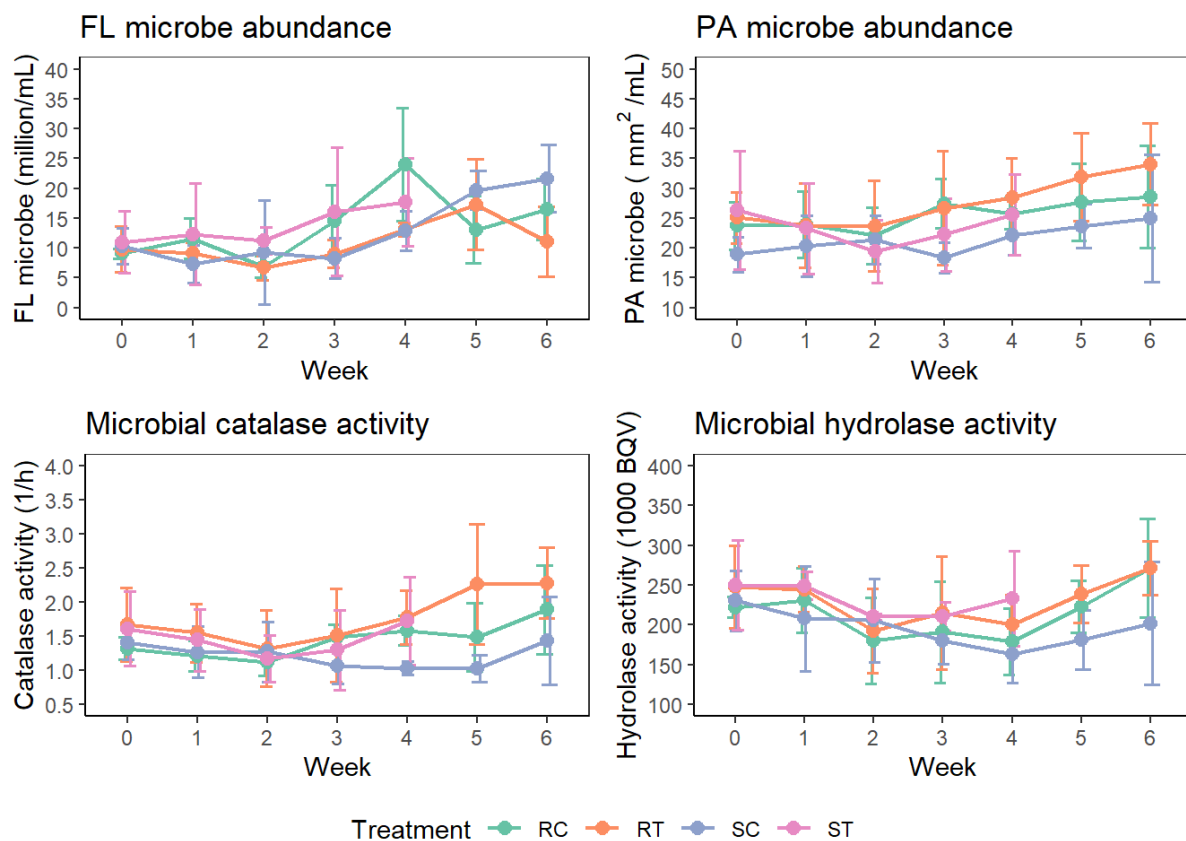 FL microbe abundance
FL microbe (million/mL)
40
35
30
25
20
15
10
5
0
0 1 2 3 4 5 6
Week
PA microbe abundance
PA microbe ( mm² /mL)
50
45
40
35
30
25
20
15
10
0 1 2 3 4 5 6
Week
Microbial catalase activity
Catalase activity (1/h)
4.0
3.5
3.0
2.5
2.0
1.5
1.0
0.5
0 1 2 3 4 5 6
Week
Microbial hydrolase activity
Hydrolase activity (1000 BQV)
400
350
300
250
200
150
100
0 1 2 3 4 5 6
Week
Treatment RC RT SC ST